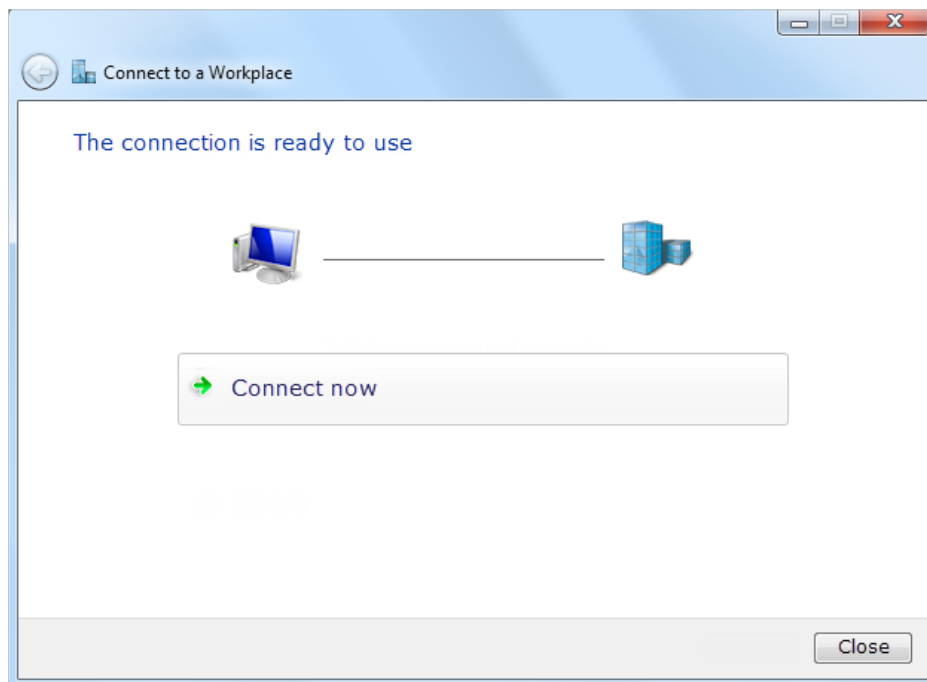 Connect to a Workplace
The connection is ready to use
Connect now
Close